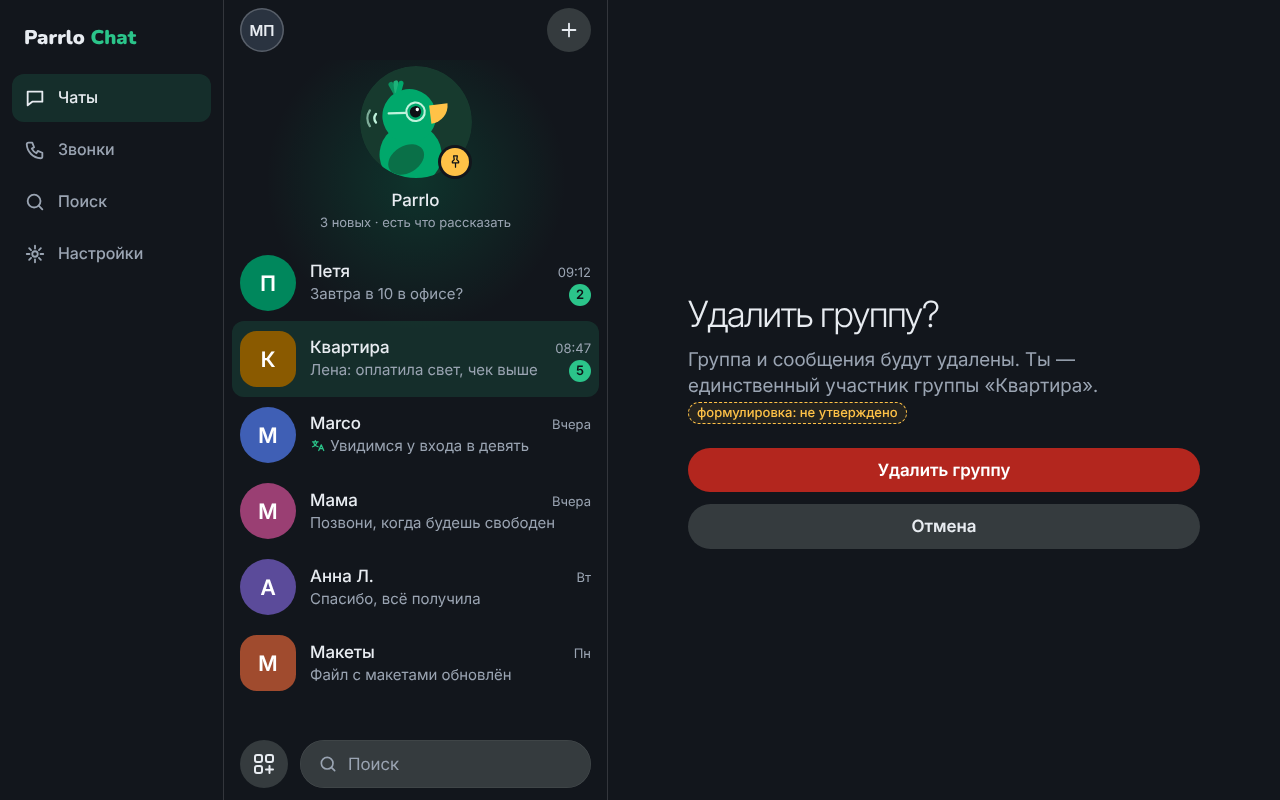 Parrlo Chat
Чаты
Звонки
Поиск
Настройки
МП
Parrlo
3 новых · есть что рассказать
П
Петя
09:12
Завтра в 10 в офисе?
2
К
Квартира
08:47
Лена: оплатила свет, чек выше
5
M
Marco
Вчера
Увидимся у входа в девять
М
Мама
Вчера
Позвони, когда будешь свободен
А
Анна Л.
Вт
Спасибо, всё получила
М
Макеты
Пн
Файл с макетами обновлён
Поиск
Удалить группу?
Группа и сообщения будут удалены. Ты —
единственный участник группы «Квартира».
формулировка: не утверждено
Удалить группу
Отмена